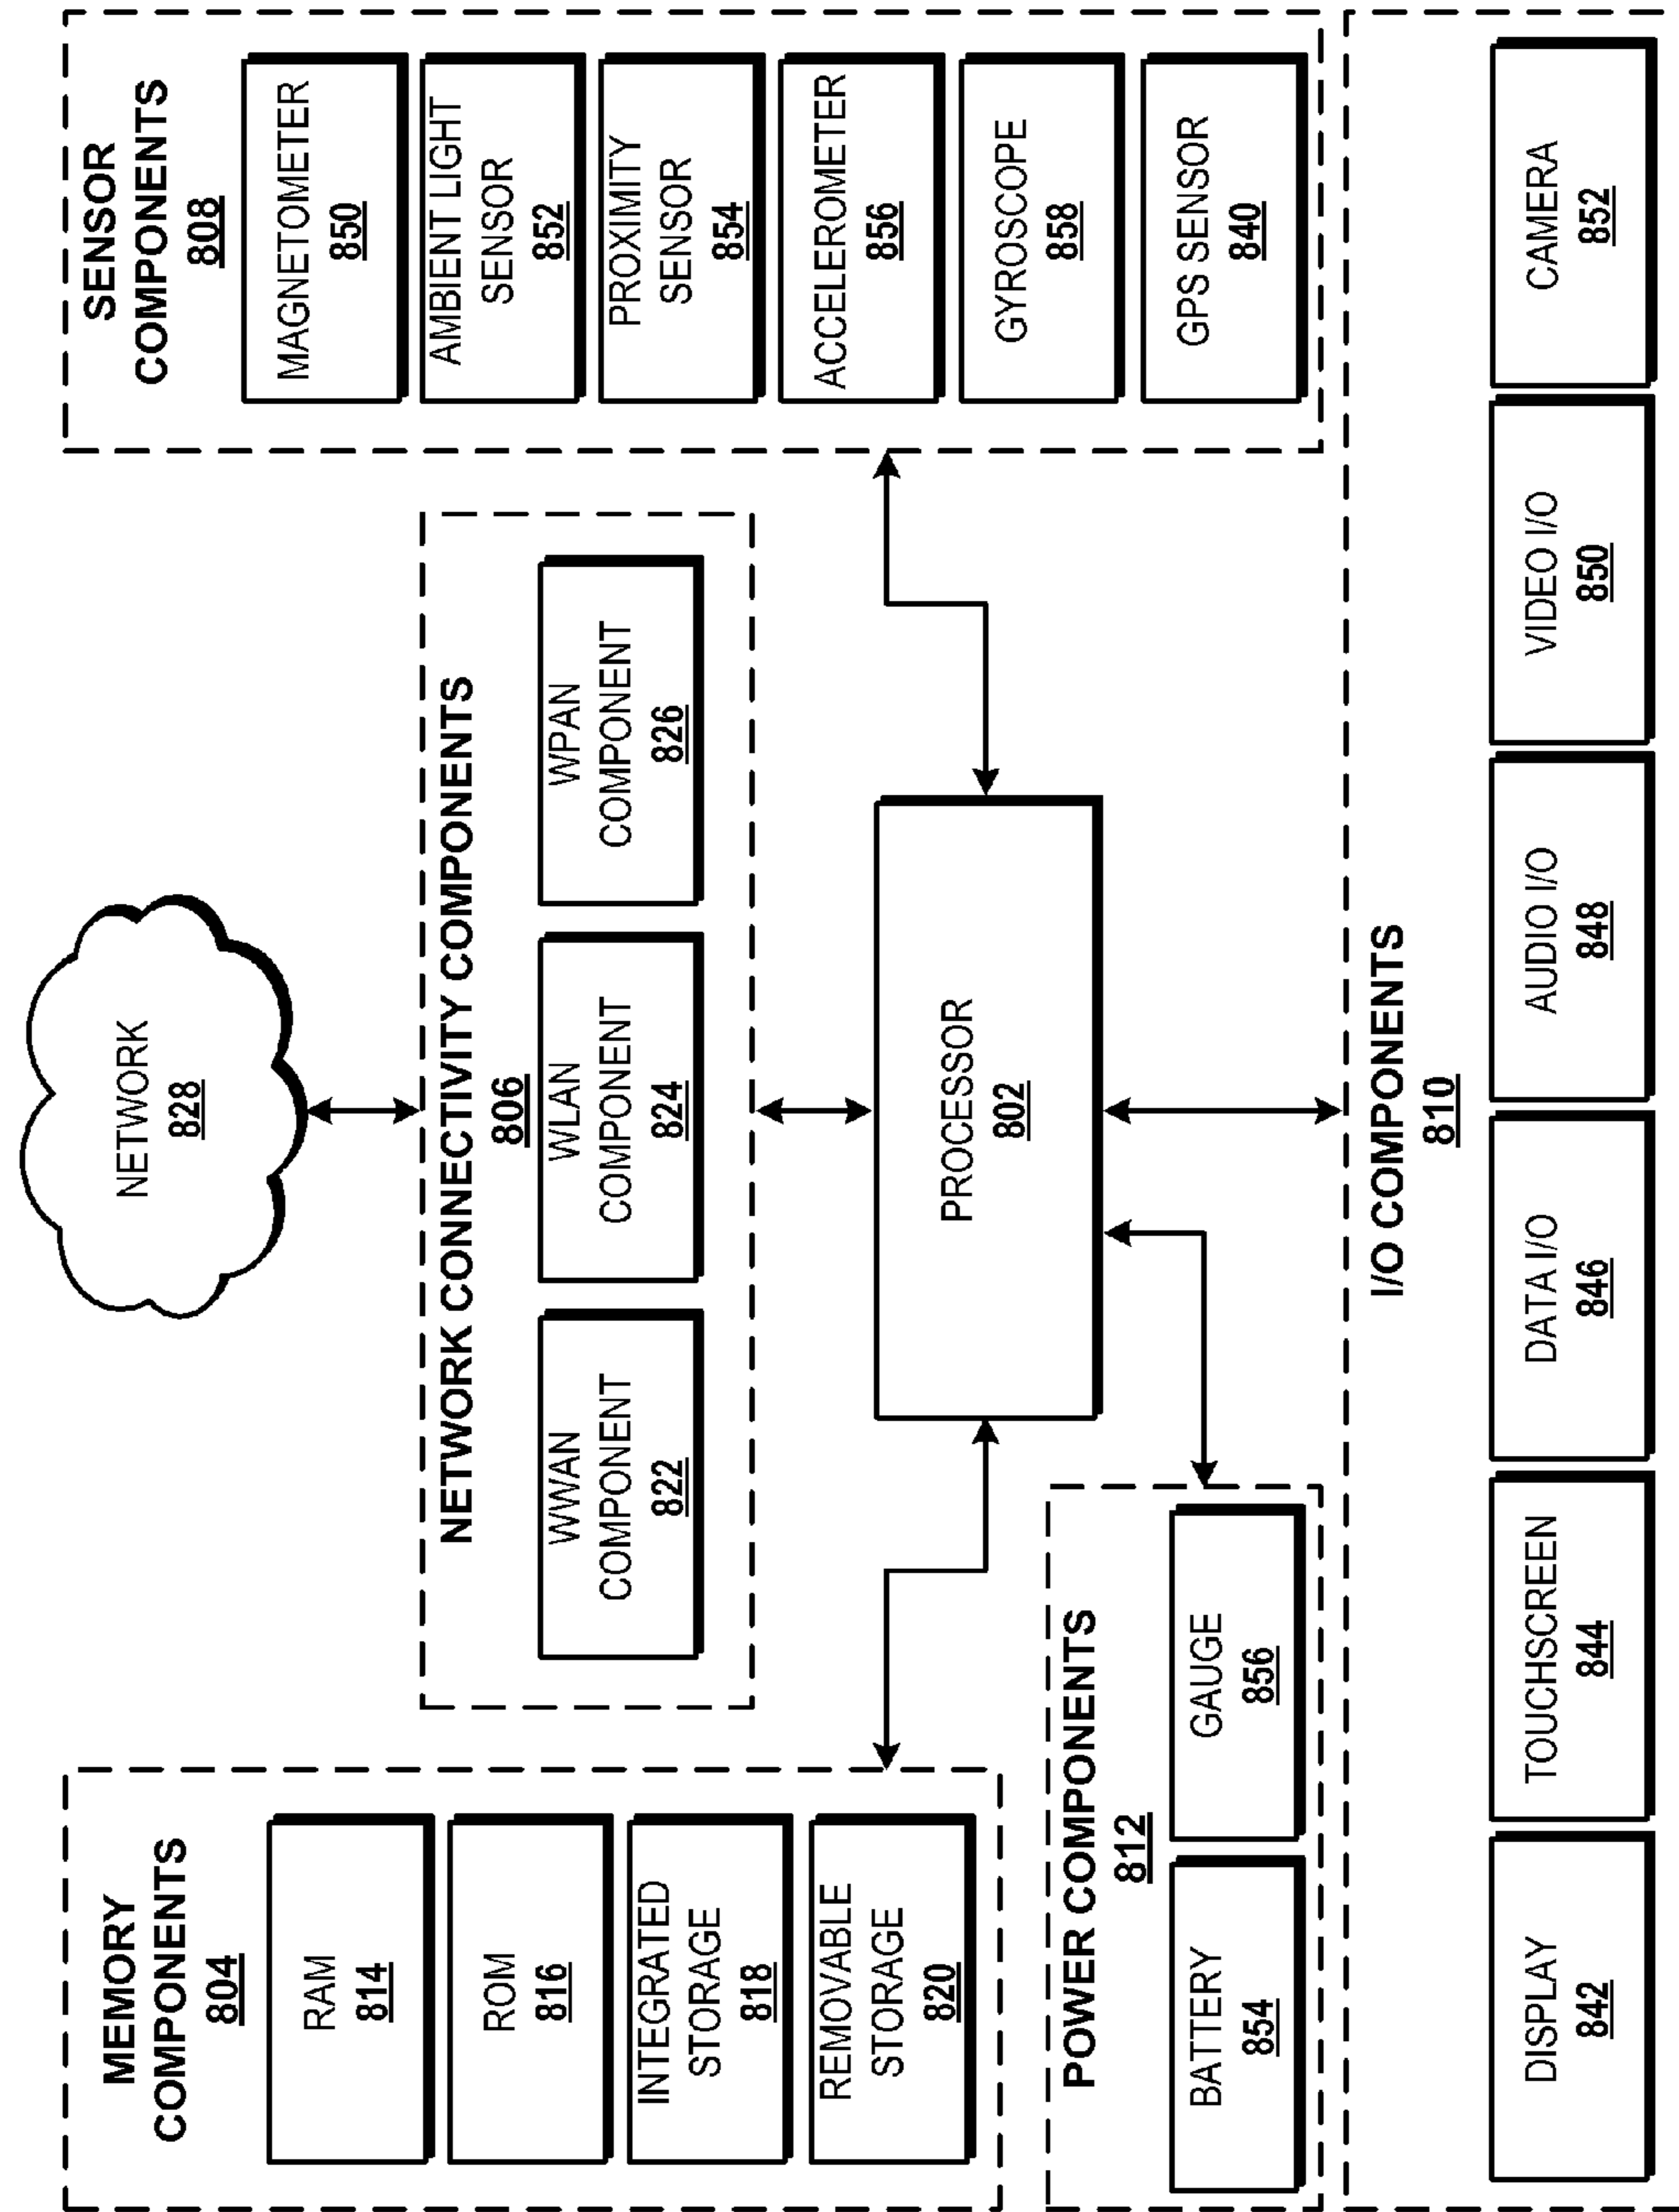 NETWORK
828
MEMORY
COMPONENTS
804
RAM
814
ROM
816
INTEGRATED
STORAGE
818
REMOVABLE
STORAGE
820
NETWORK CONNECTIVITY COMPONENTS
806
WWAN
COMPONENT
822
WLAN
COMPONENT
824
WPAN
COMPONENT
826
SENSOR
COMPONENTS
808
MAGNETOMETER
850
AMBIENT LIGHT
SENSOR
852
PROXIMITY
SENSOR
854
ACCELEROMETER
856
GYROSCOPE
858
GPS SENSOR
840
PROCESSOR
802
POWER COMPONENTS
812
BATTERY
854
GAUGE
856
I/O COMPONENTS
810
DISPLAY
842
TOUCHSCREEN
844
DATA I/O
846
AUDIO I/O
848
VIDEO I/O
850
CAMERA
852